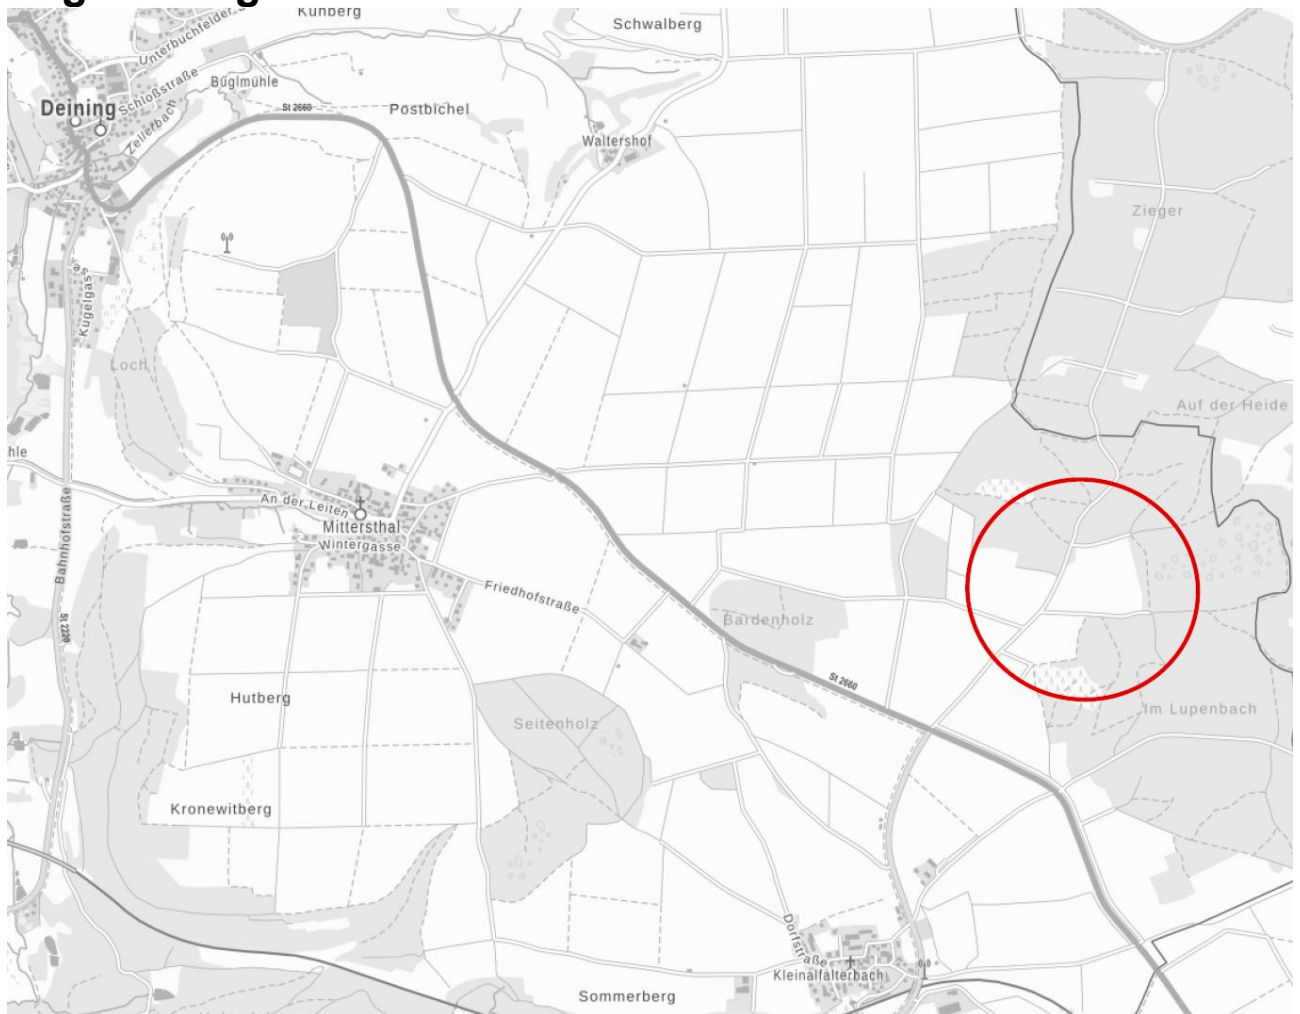 Kühberg
Schwalberg
Unterbuchfelder
Schloßstraße
Büglmühle
Deining
Zellerbach
St 2660
Postbichel
Waltershof
Zieger
Kugelgasse
Loch
Auf der Heide
An der Leiten
Mittersthal
Wintergasse
Bahnhofstraße
Friedhofstraße
St 2220
Bardenholz
St 2660
Hutberg
Seitenholz
Im Lupenbach
Kronewitberg
Dorfstraße
Kleinalfalterbach
Sommerberg